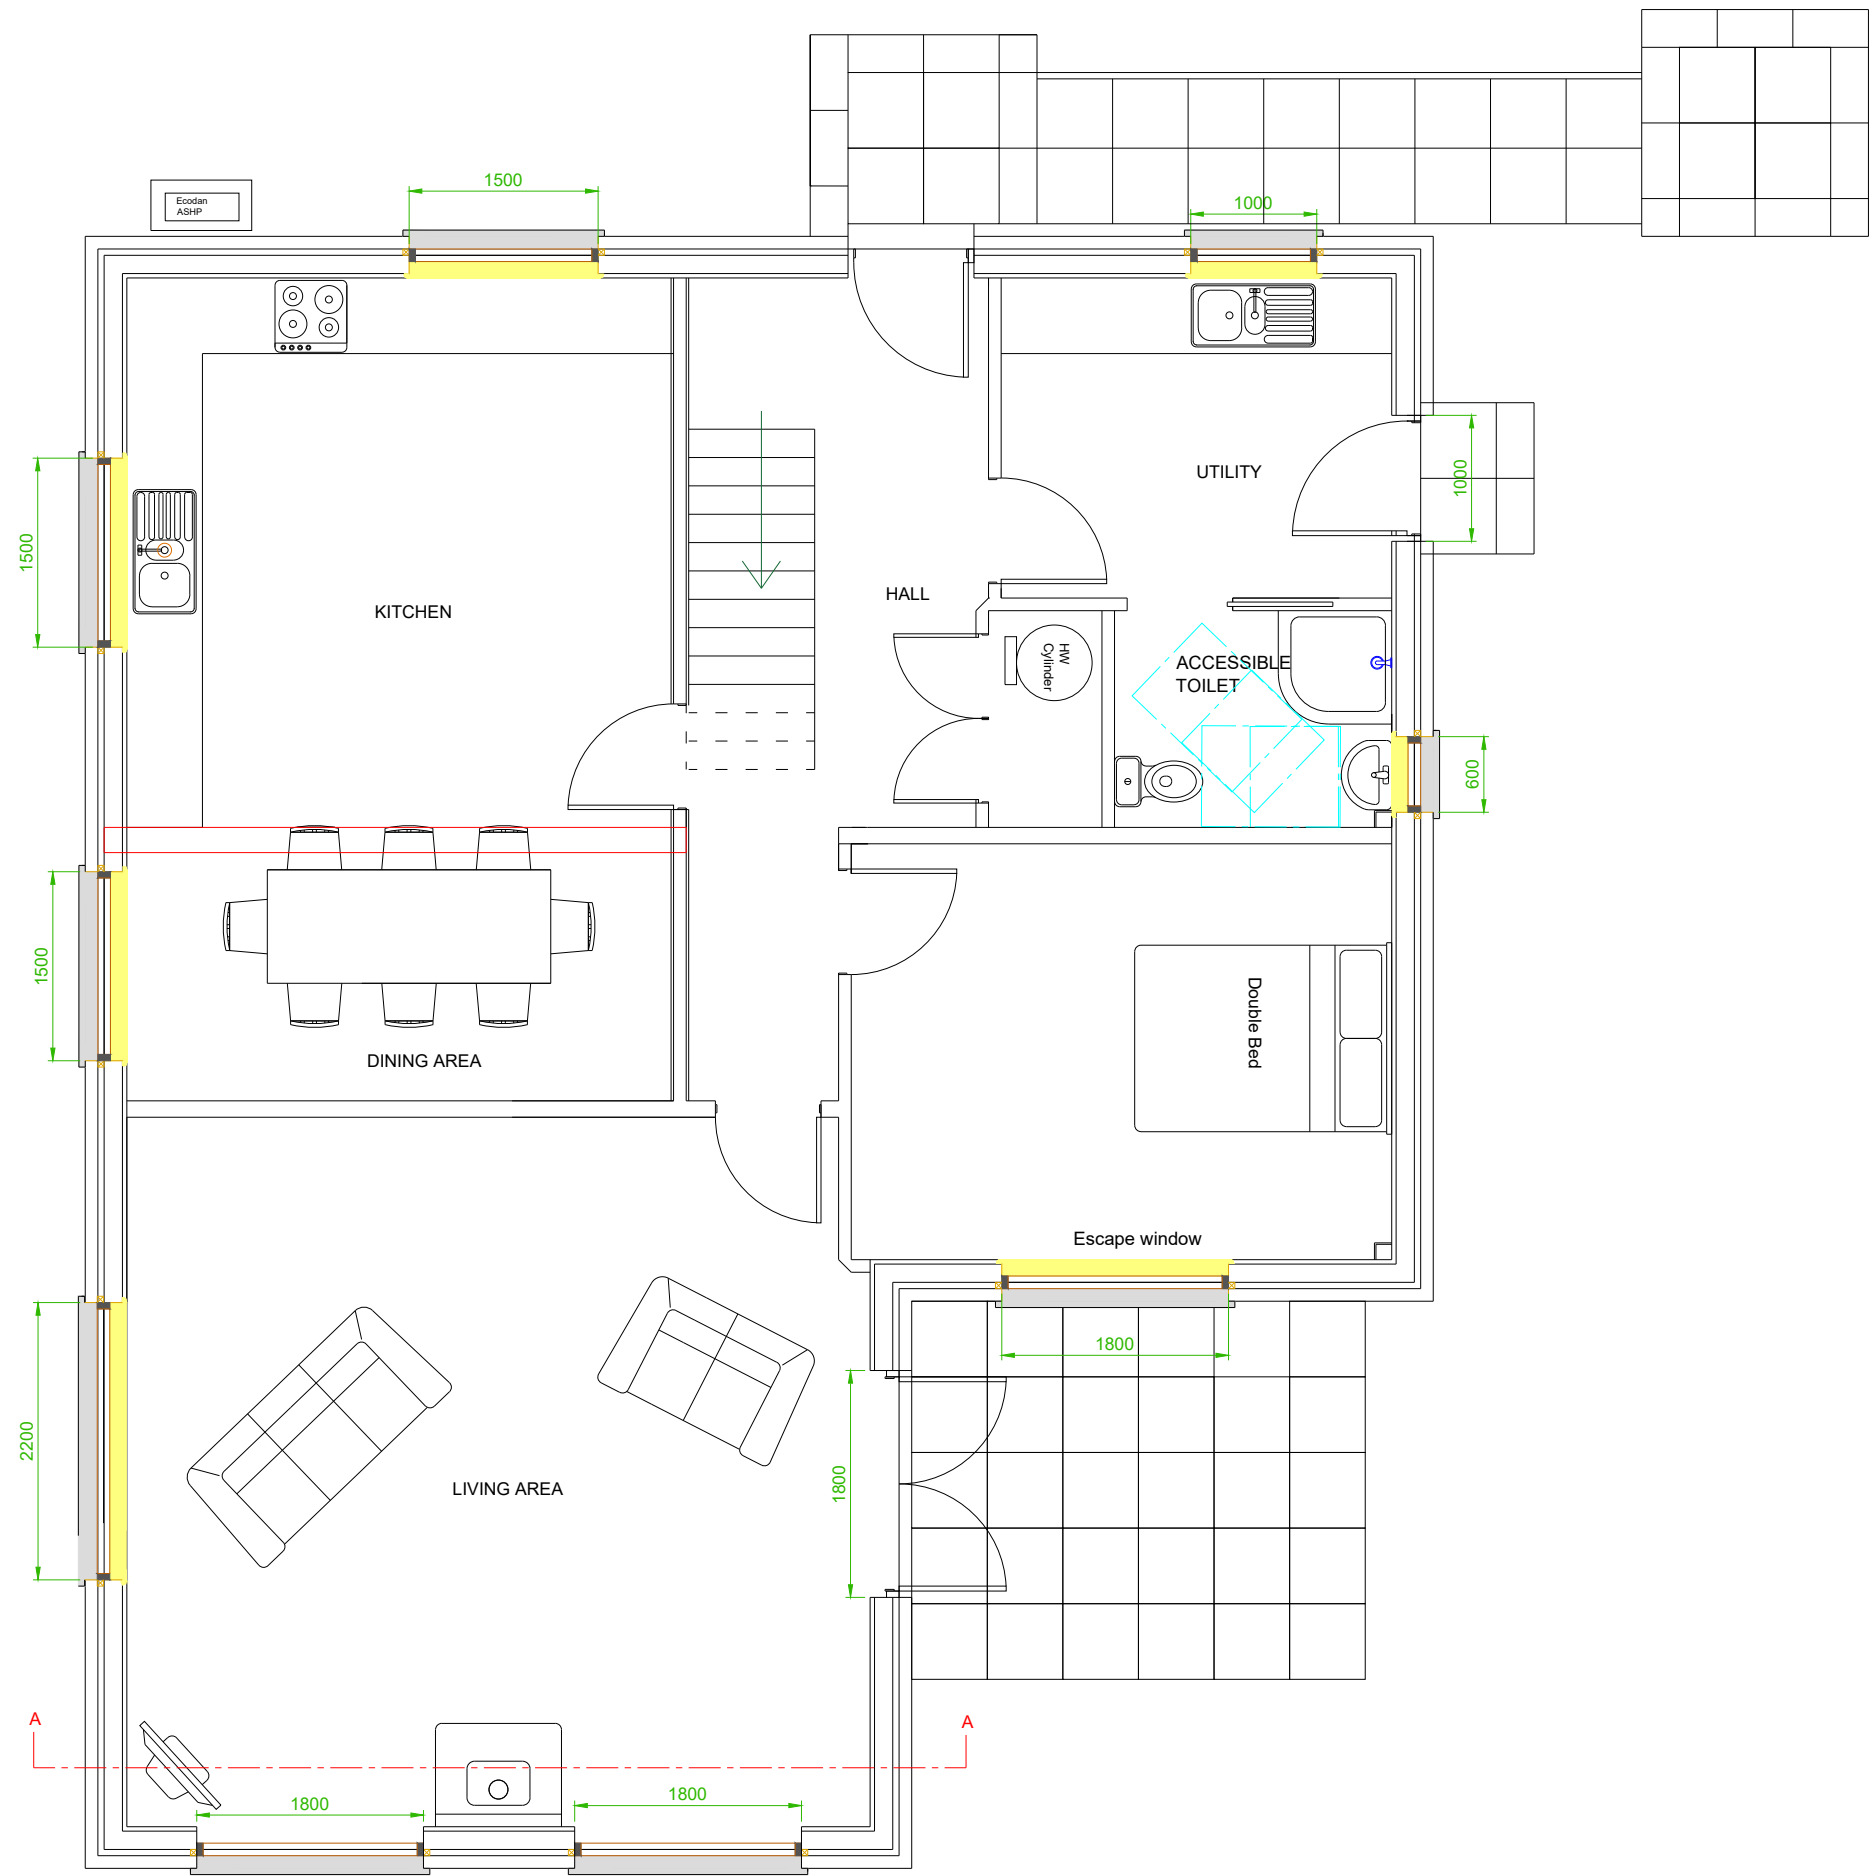 Ecodan
ASHP
1500
1000
1500
KITCHEN
HALL
UTILITY
1000
HW
Cylinder
ACCESSIBLE
TOILET
600
1500
DINING AREA
Double Bed
Escape window
1800
2200
LIVING AREA
1800
A
A
1800
1800